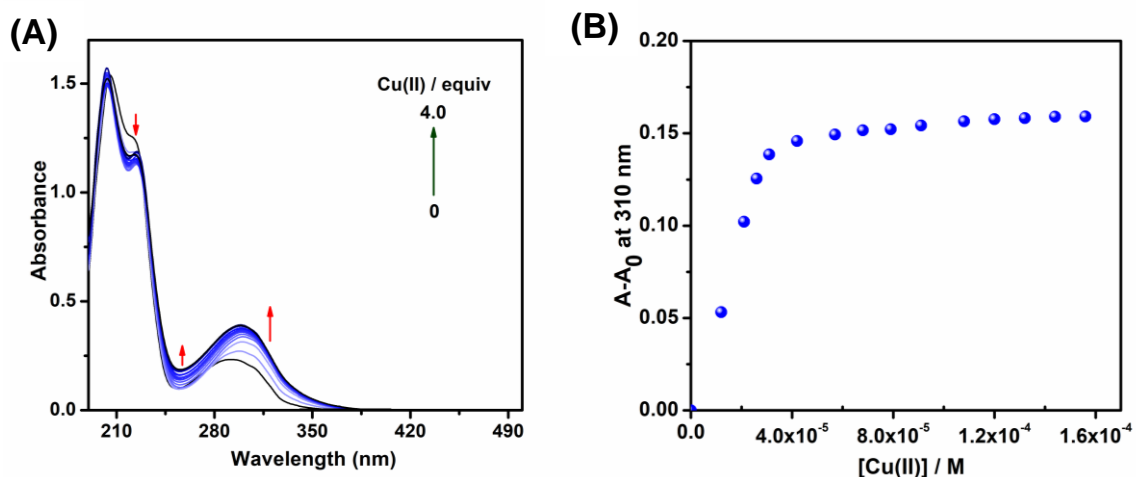 (A)
Absorbance
1.5
1.0
0.5
0.0
210 280 350 420 490
Wavelength (nm)
Cu(II) / equiv
4.0
0
(B)
A-A₀ at 310 nm
0.20
0.15
0.10
0.05
0.00
0.0 4.0x10⁻⁵ 8.0x10⁻⁵ 1.2x10⁻⁴ 1.6x10⁻⁴
[Cu(II)] / M